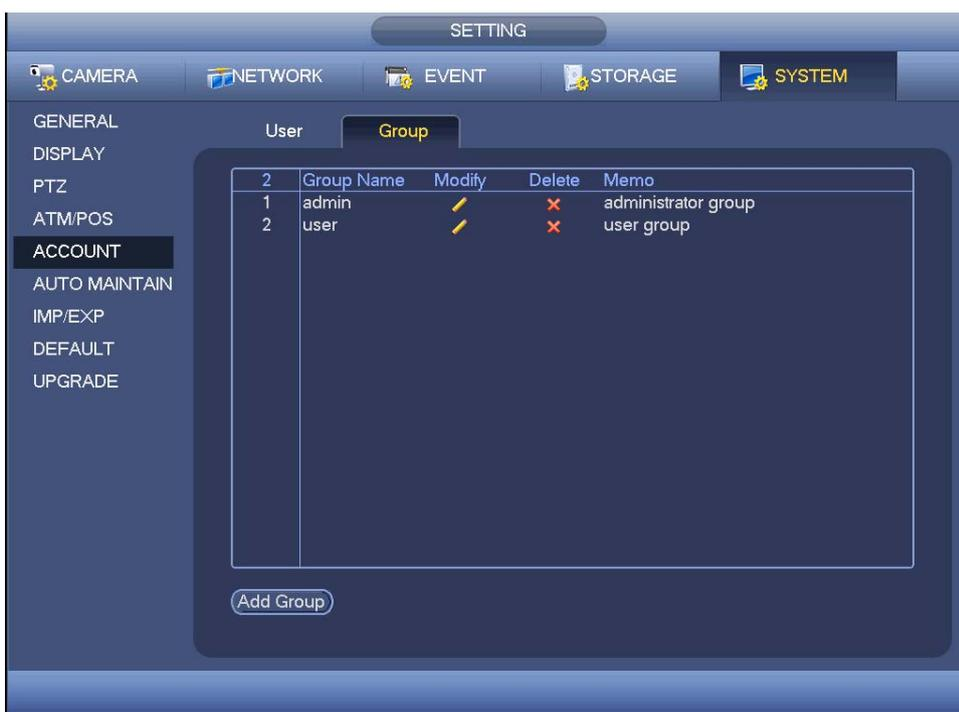 SETTING
CAMERA NETWORK EVENT STORAGE SYSTEM
GENERAL
DISPLAY
PTZ
ATM/POS
ACCOUNT
AUTO MAINTAIN
IMP/EXP
DEFAULT
UPGRADE
User Group
2 Group Name Modify Delete Memo
1 admin administrator group
2 user user group
Add Group